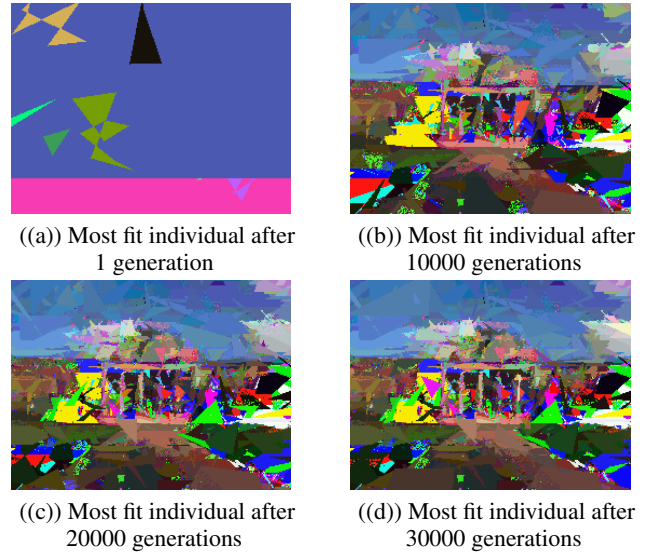 ((a)) Most fit individual after
1 generation
((b)) Most fit individual after
10000 generations
((c)) Most fit individual after
20000 generations
((d)) Most fit individual after
30000 generations